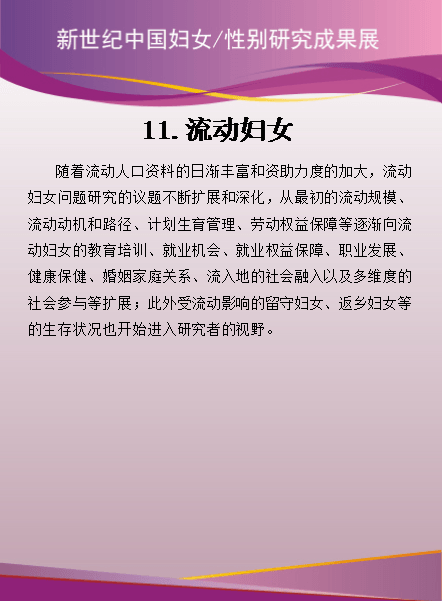 新世纪中国妇女/性别研究成果展
11.流动妇女
随着流动人口资料的日渐丰富和资助力度的加大，流动
妇女问题研究的议题不断扩展和深化，从最初的流动规模、
流动动机和路径、计划生育管理、劳动权益保障等逐渐向流
动妇女的教育培训、就业机会、就业权益保障、职业发展、
健康保健、婚姻家庭关系、流入地的社会融入以及多维度的
社会参与等扩展；此外受流动影响的留守妇女、返乡妇女等
的生存状况也开始进入研究者的视野。